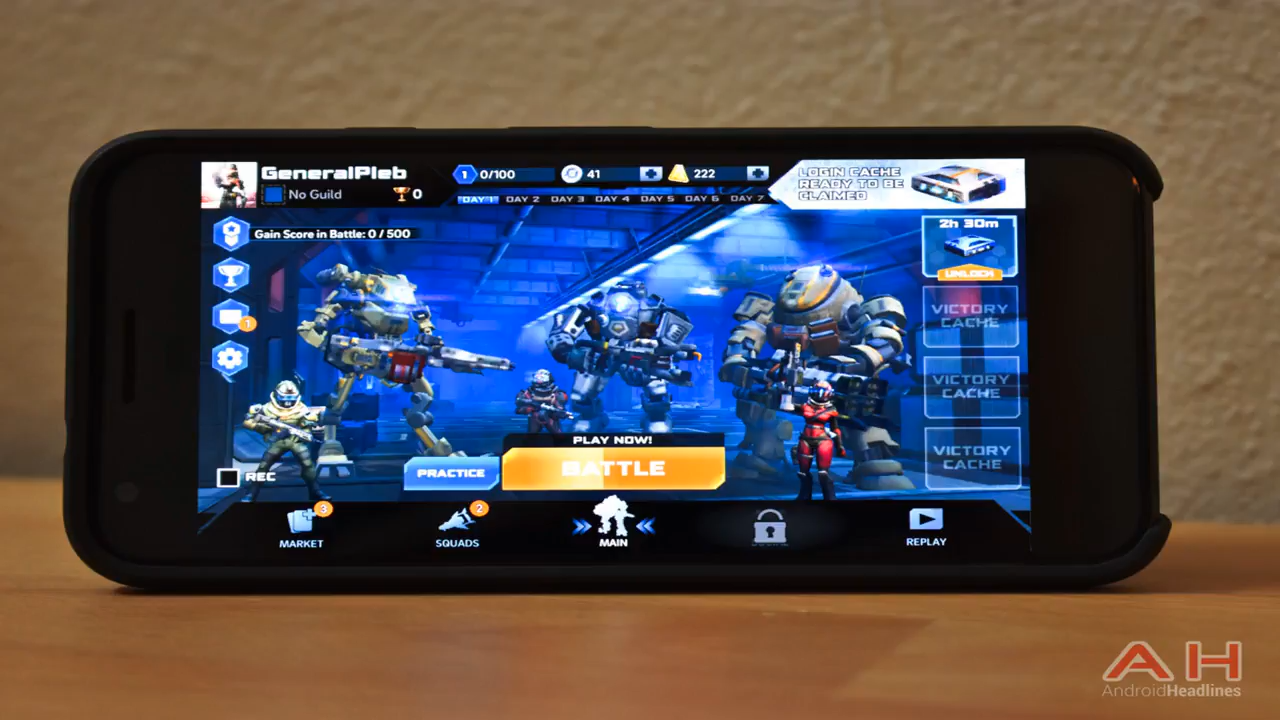 GeneralPleb
No Guild
0
1
0/100
41
222
DAY 1 DAY 2 DAY 3 DAY 4 DAY 5 DAY 6 DAY 7
LOGIN CACHE
READY TO BE
CLAIMED
Gain Score in Battle: 0 / 500
1
2h 30m
UNLOCK
VICTORY
CACHE
VICTORY
CACHE
VICTORY
CACHE
REC
PRACTICE
PLAY NOW!
BATTLE
3
MARKET
2
SQUADS
MAIN
REPLAY
AH
AndroidHeadlines